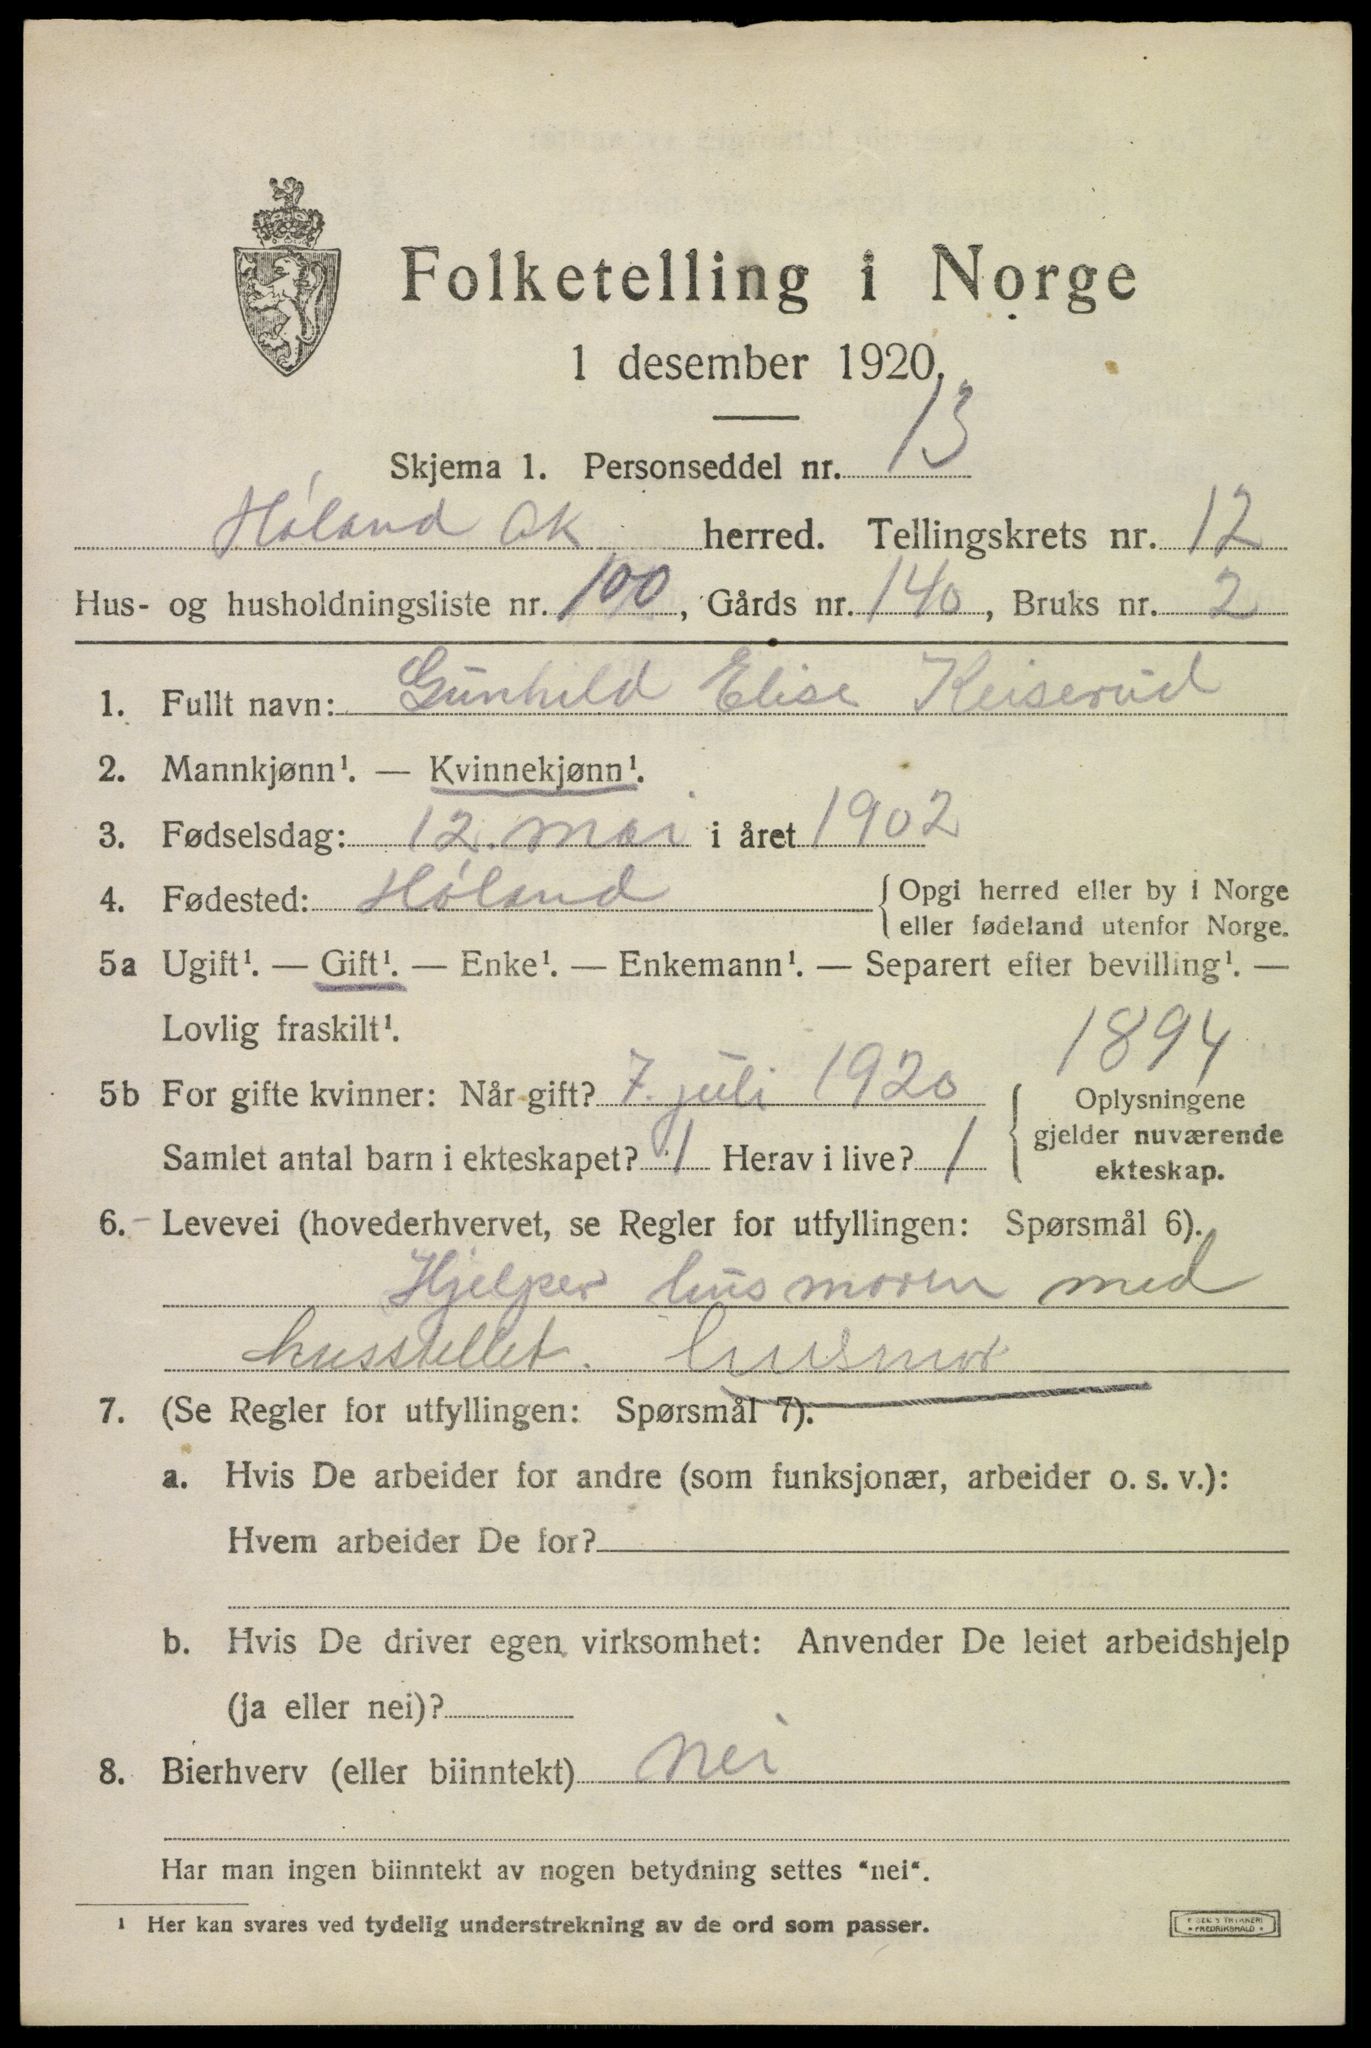 Folketelling i Norge
1 desember 1920.
Skjema 1. Personseddel nr. 13
Høland Ak herred. Tellingskrets nr. 12
Hus- og husholdningsliste nr. 100, Gårds nr. 140, Bruks nr. 2
1. Fullt navn: Gunhild Elise Keiserud
2. Mannkjønn¹. — Kvinnekjønn¹.
3. Fødselsdag: 12. mai i året 1902
4. Fødested: Høland { Opgi herred eller by i Norge
eller fødeland utenfor Norge.
5a Ugift¹. — Gift¹. — Enke¹. — Enkemann¹. — Separert efter bevilling¹. —
Lovlig fraskilt¹.
1894
5b For gifte kvinner: Når gift? 7. juli 1920
Samlet antal barn i ekteskapet? 1 Herav i live? 1
{ Oplysningene
gjelder nuværende
ekteskap.
6. Levevei (hovederhvervet, se Regler for utfyllingen: Spørsmål 6).
Hjelper husmoren med
husstellet. husmor
7. (Se Regler for utfyllingen: Spørsmål 7).
a. Hvis De arbeider for andre (som funksjonær, arbeider o. s. v.):
Hvem arbeider De for?
b. Hvis De driver egen virksomhet: Anvender De leiet arbeidshjelp
(ja eller nei)?
8. Bierhverv (eller biinntekt) nei
Har man ingen biinntekt av nogen betydning settes “nei“.
¹ Her kan svares ved tydelig understrekning av de ord som passer.
FREDRIKSHALD